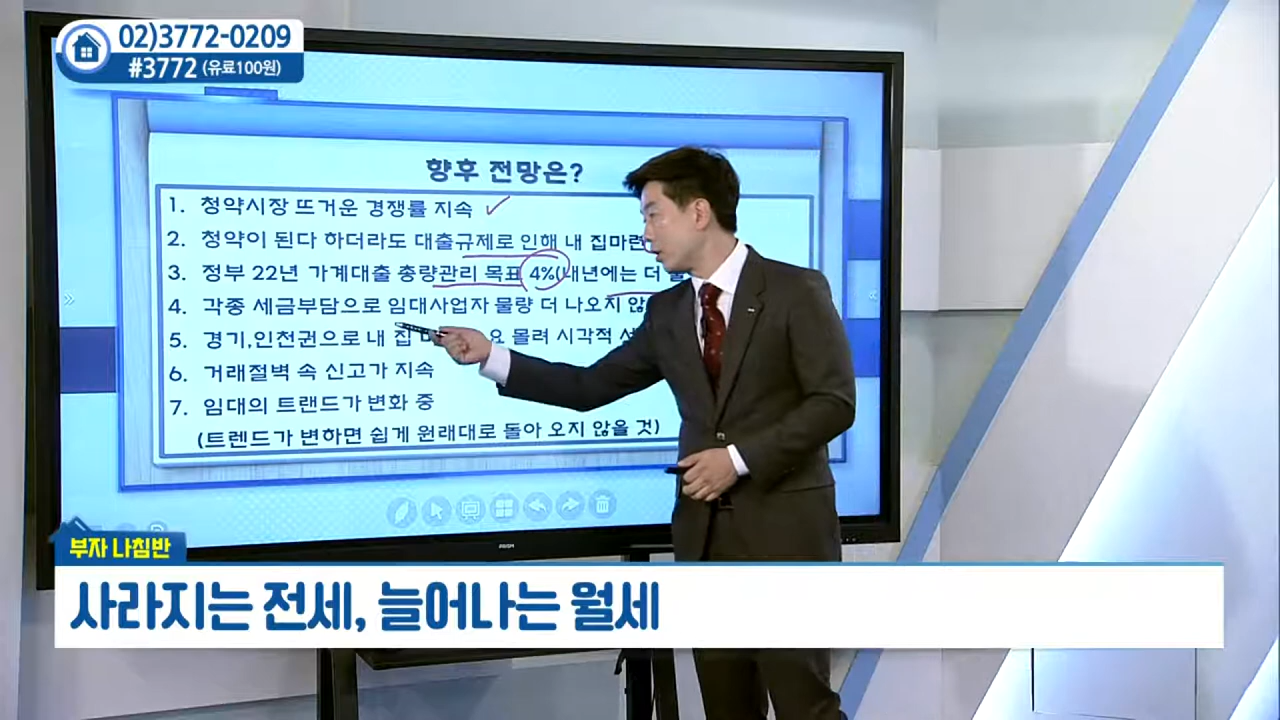 02)3772-0209
#3772 (유료100원)
향후 전망은?
1. 청약시장 뜨거운 경쟁률 지속
2. 청약이 된다 하더라도 대출규제로 인해 내 집마련
3. 정부 22년 가계대출 총량관리 목표 4%(내년에는 더
4. 각종 세금부담으로 임대사업자 물량 더 나오지 않
5. 경기,인천권으로 내 집 요 몰려 시각적
6. 거래절벽 속 신고가 지속
7. 임대의 트랜드가 변화 중
(트렌드가 변하면 쉽게 원래대로 돌아 오지 않을 것)
PRISM
부자 나침반
사라지는 전세, 늘어나는 월세